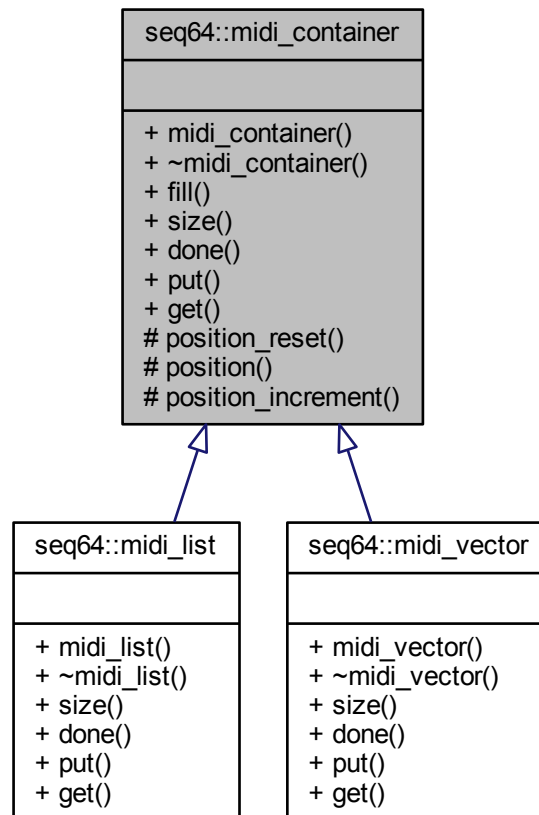 seq64::midi_container
+ midi_container()
+ ~midi_container()
+ fill()
+ size()
+ done()
+ put()
+ get()
# position_reset()
# position()
# position_increment()
seq64::midi_list
+ midi_list()
+ ~midi_list()
+ size()
+ done()
+ put()
+ get()
seq64::midi_vector
+ midi_vector()
+ ~midi_vector()
+ size()
+ done()
+ put()
+ get()